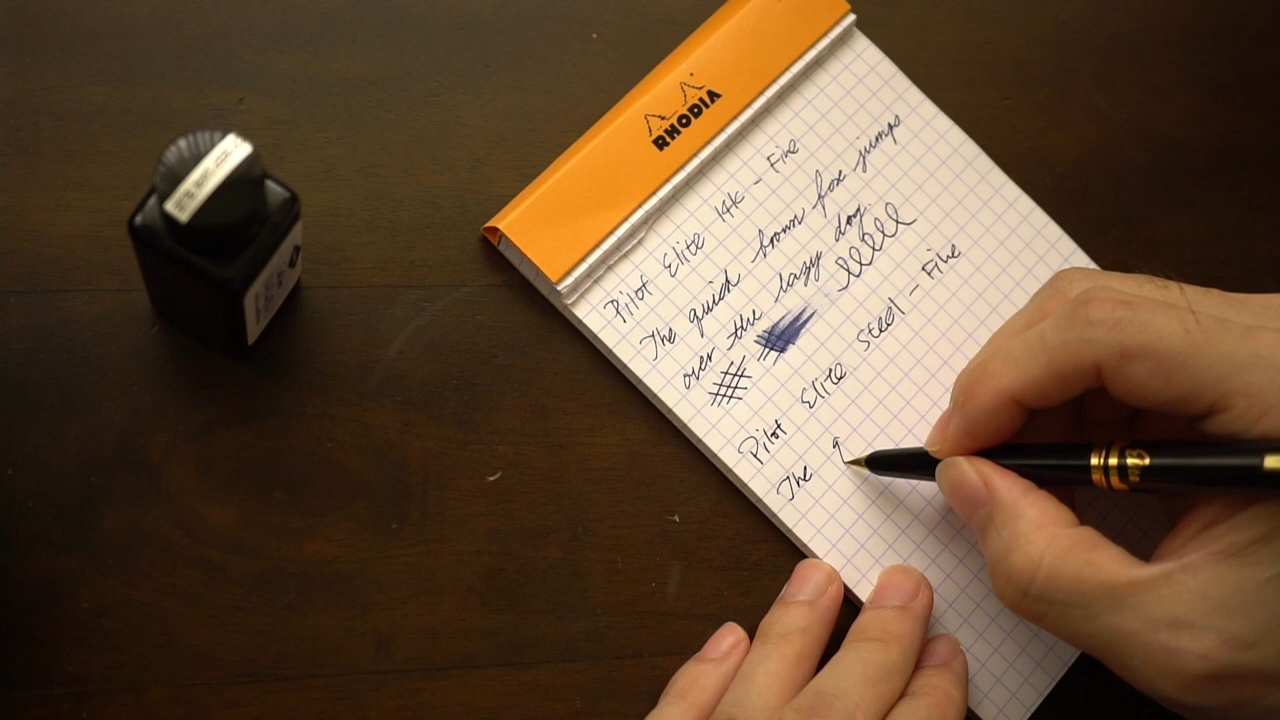 RHODIA
Pilot Elite 14k - Fine
The quick brown fox jumps
over the lazy dog.
Pilot Elite Steel - Fine
The q